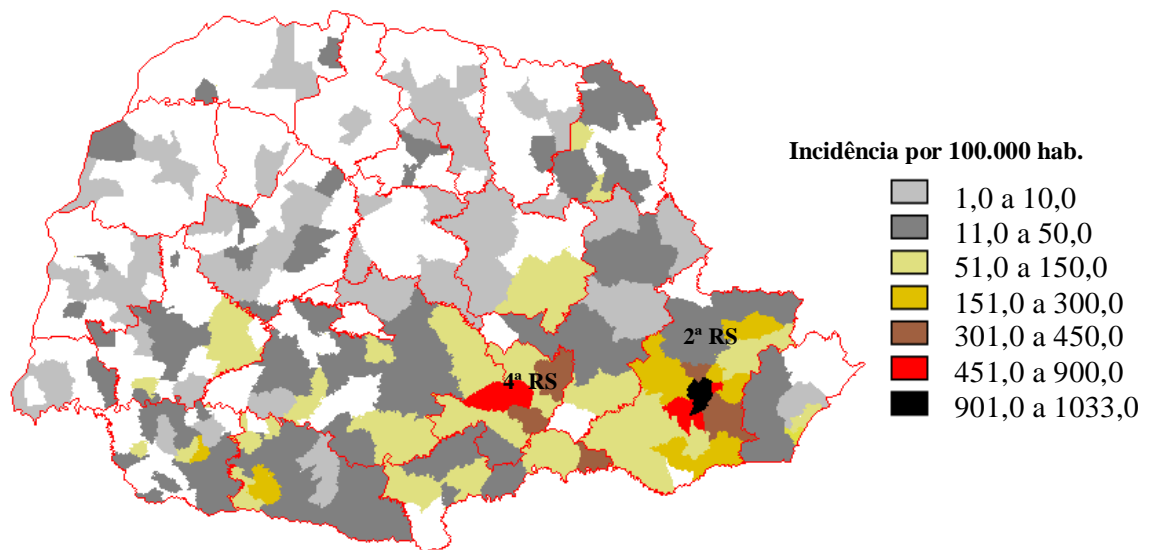 Incidência por 100.000 hab.
1,0 a 10,0
11,0 a 50,0
51,0 a 150,0
151,0 a 300,0
301,0 a 450,0
451,0 a 900,0
901,0 a 1033,0
2ª RS
4ª RS